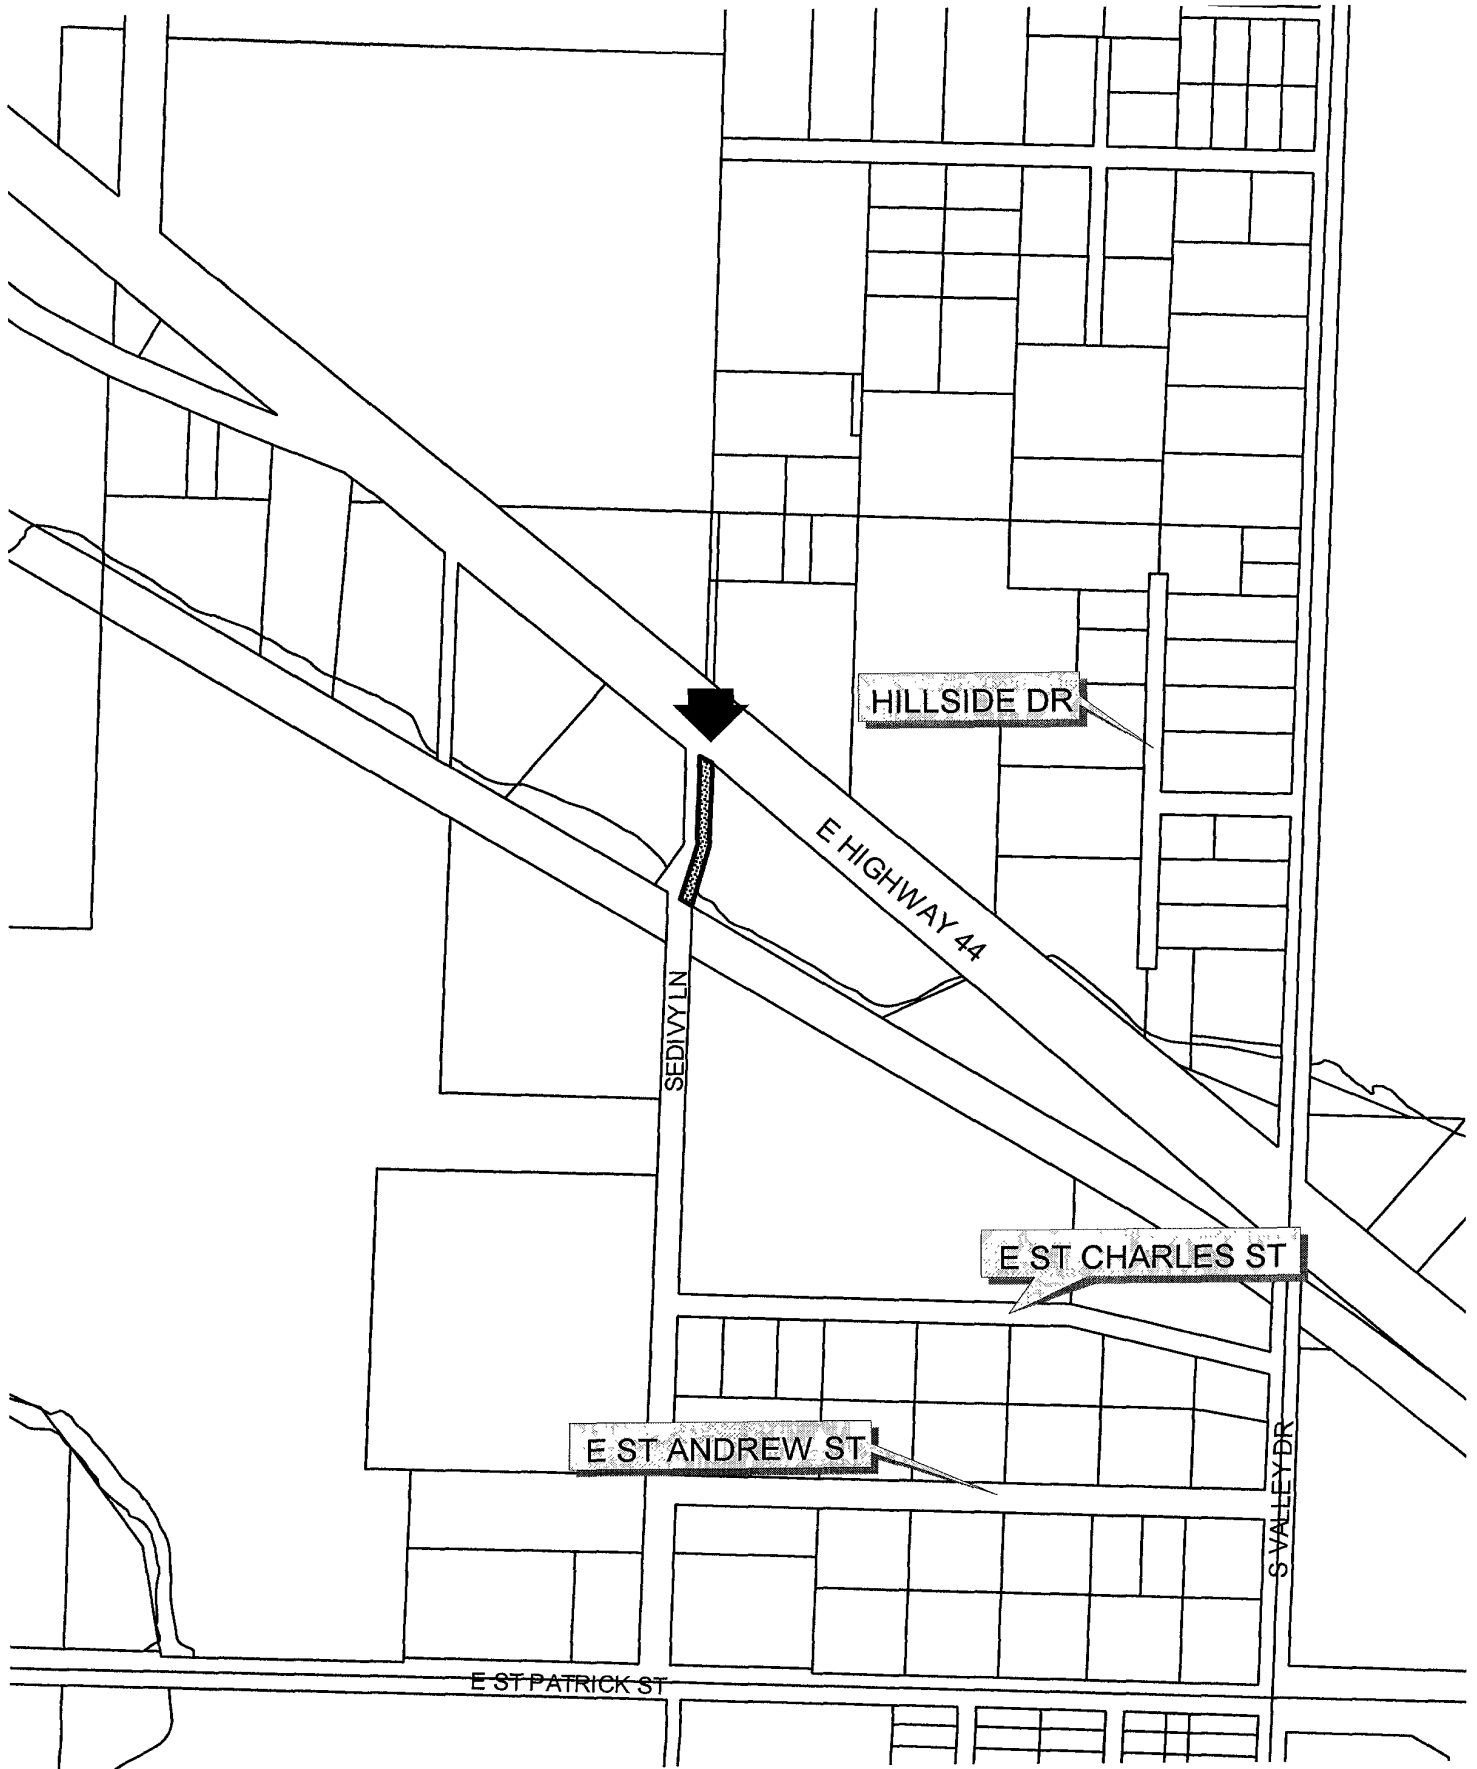 HILLSIDE DR
E HIGHWAY 44
SEDIVY LN
E ST CHARLES ST
E ST ANDREW ST
S VALLEY DR
E ST PATRICK ST